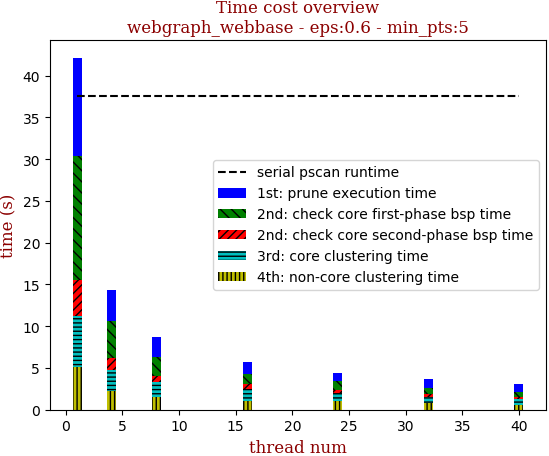 Time cost overview
webgraph_webbase - eps:0.6 - min_pts:5
time (s)
40
35
30
25
20
15
10
5
0
serial pscan runtime
1st: prune execution time
2nd: check core first-phase bsp time
2nd: check core second-phase bsp time
3rd: core clustering time
4th: non-core clustering time
0 5 10 15 20 25 30 35 40
thread num